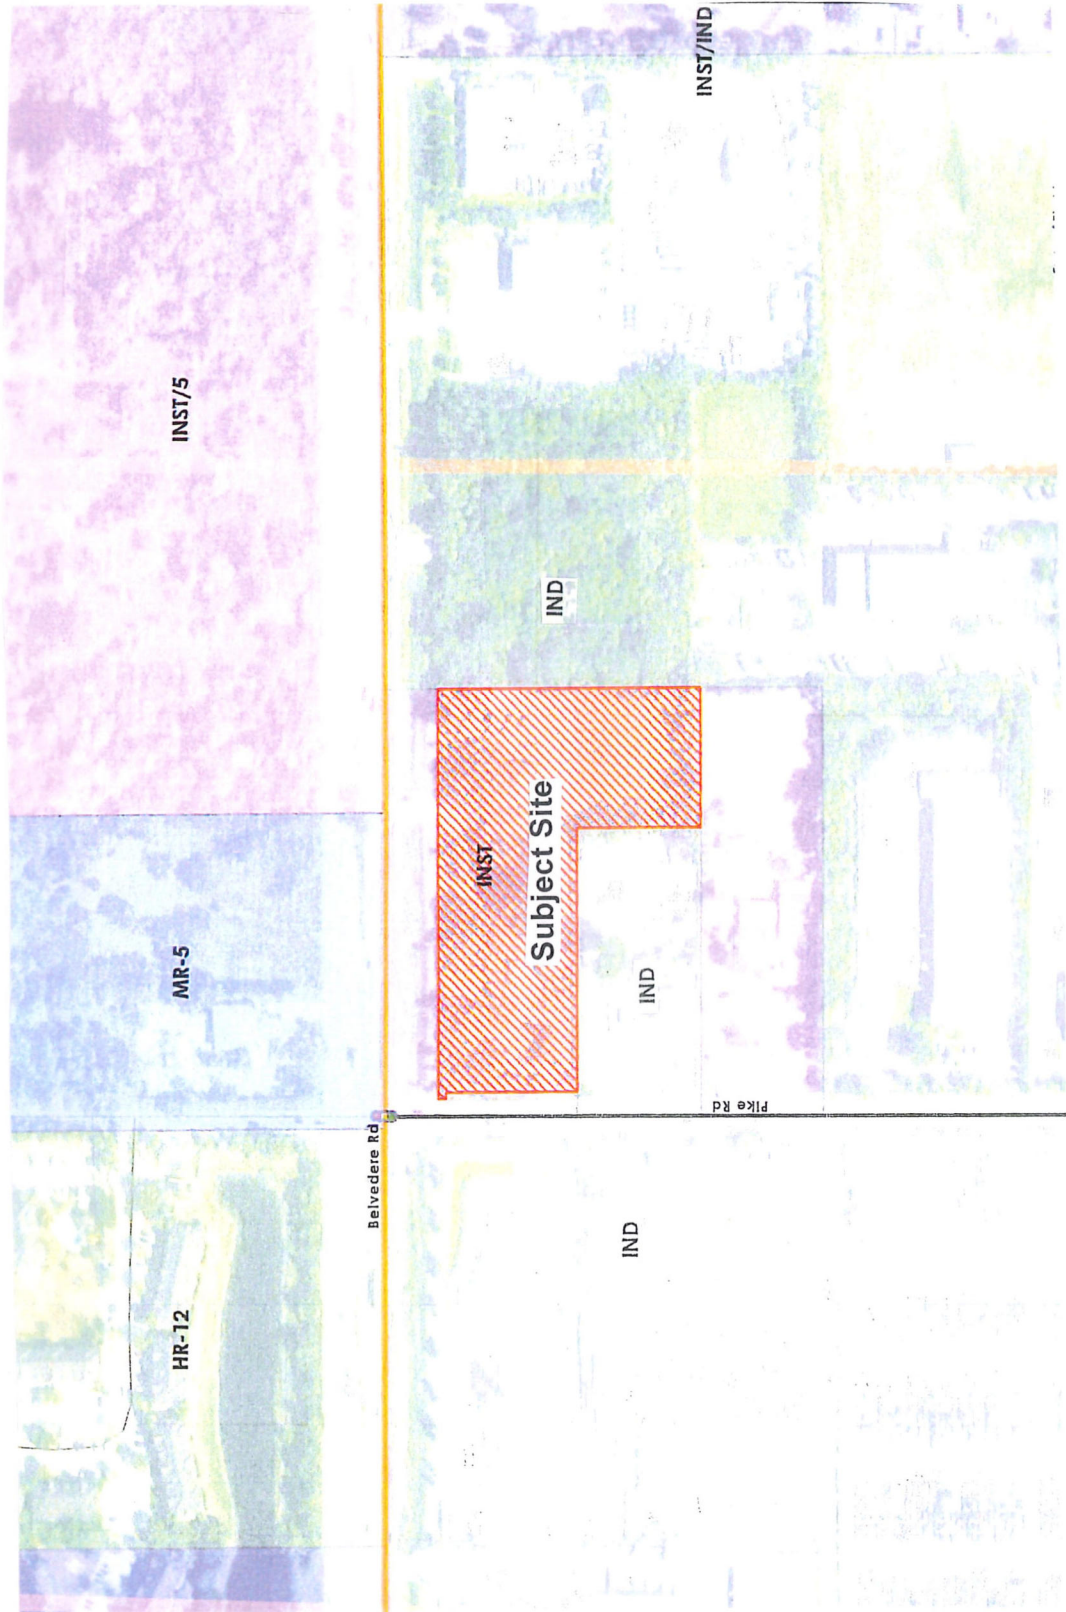 HR-12
MR-5
INST/5
Belvedere Rd
INST
Subject Site
IND
IND
IND
Pike Rd
INST/IND